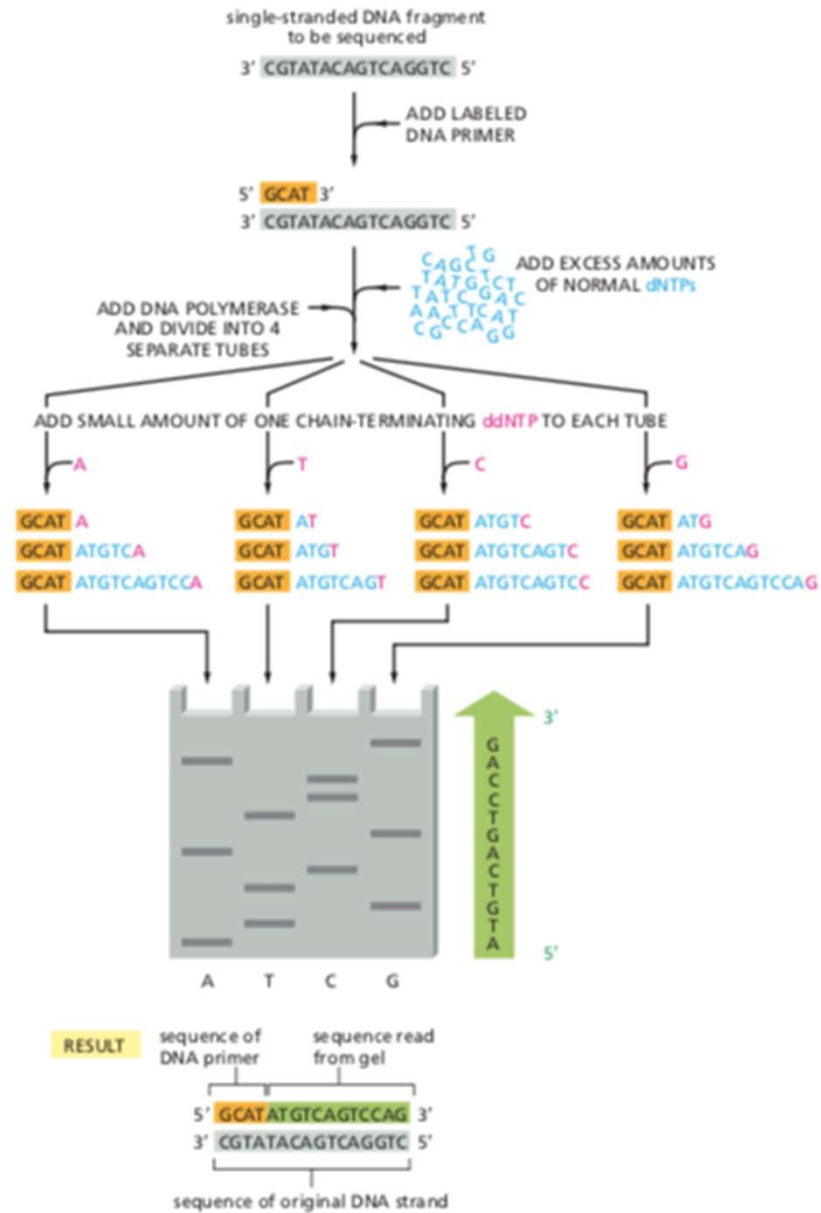 single-stranded DNA fragment
to be sequenced
3′ CGTATACAGTCAGGTC 5′
ADD LABELED
DNA PRIMER
5′ GCAT 3′
3′ CGTATACAGTCAGGTC 5′
ADD EXCESS AMOUNTS
OF NORMAL dNTPs
ADD DNA POLYMERASE
AND DIVIDE INTO 4
SEPARATE TUBES
ADD SMALL AMOUNT OF ONE CHAIN-TERMINATING ddNTP TO EACH TUBE
A T C G
GCAT A GCAT AT GCAT ATGTC GCAT ATG
GCAT ATGTCA GCAT ATGT GCAT ATGTCAGTC GCAT ATGTCAG
GCAT ATGTCAGTCCA GCAT ATGTCAGT GCAT ATGTCAGTCC GCAT ATGTCAGTCCAG
3′
G
A
C
C
T
G
A
C
T
G
T
A
5′
A T C G
RESULT
sequence of
DNA primer
sequence read
from gel
5′ GCATATGTCAGTCCAG 3′
3′ CGTATACAGTCAGGTC 5′
sequence of original DNA strand